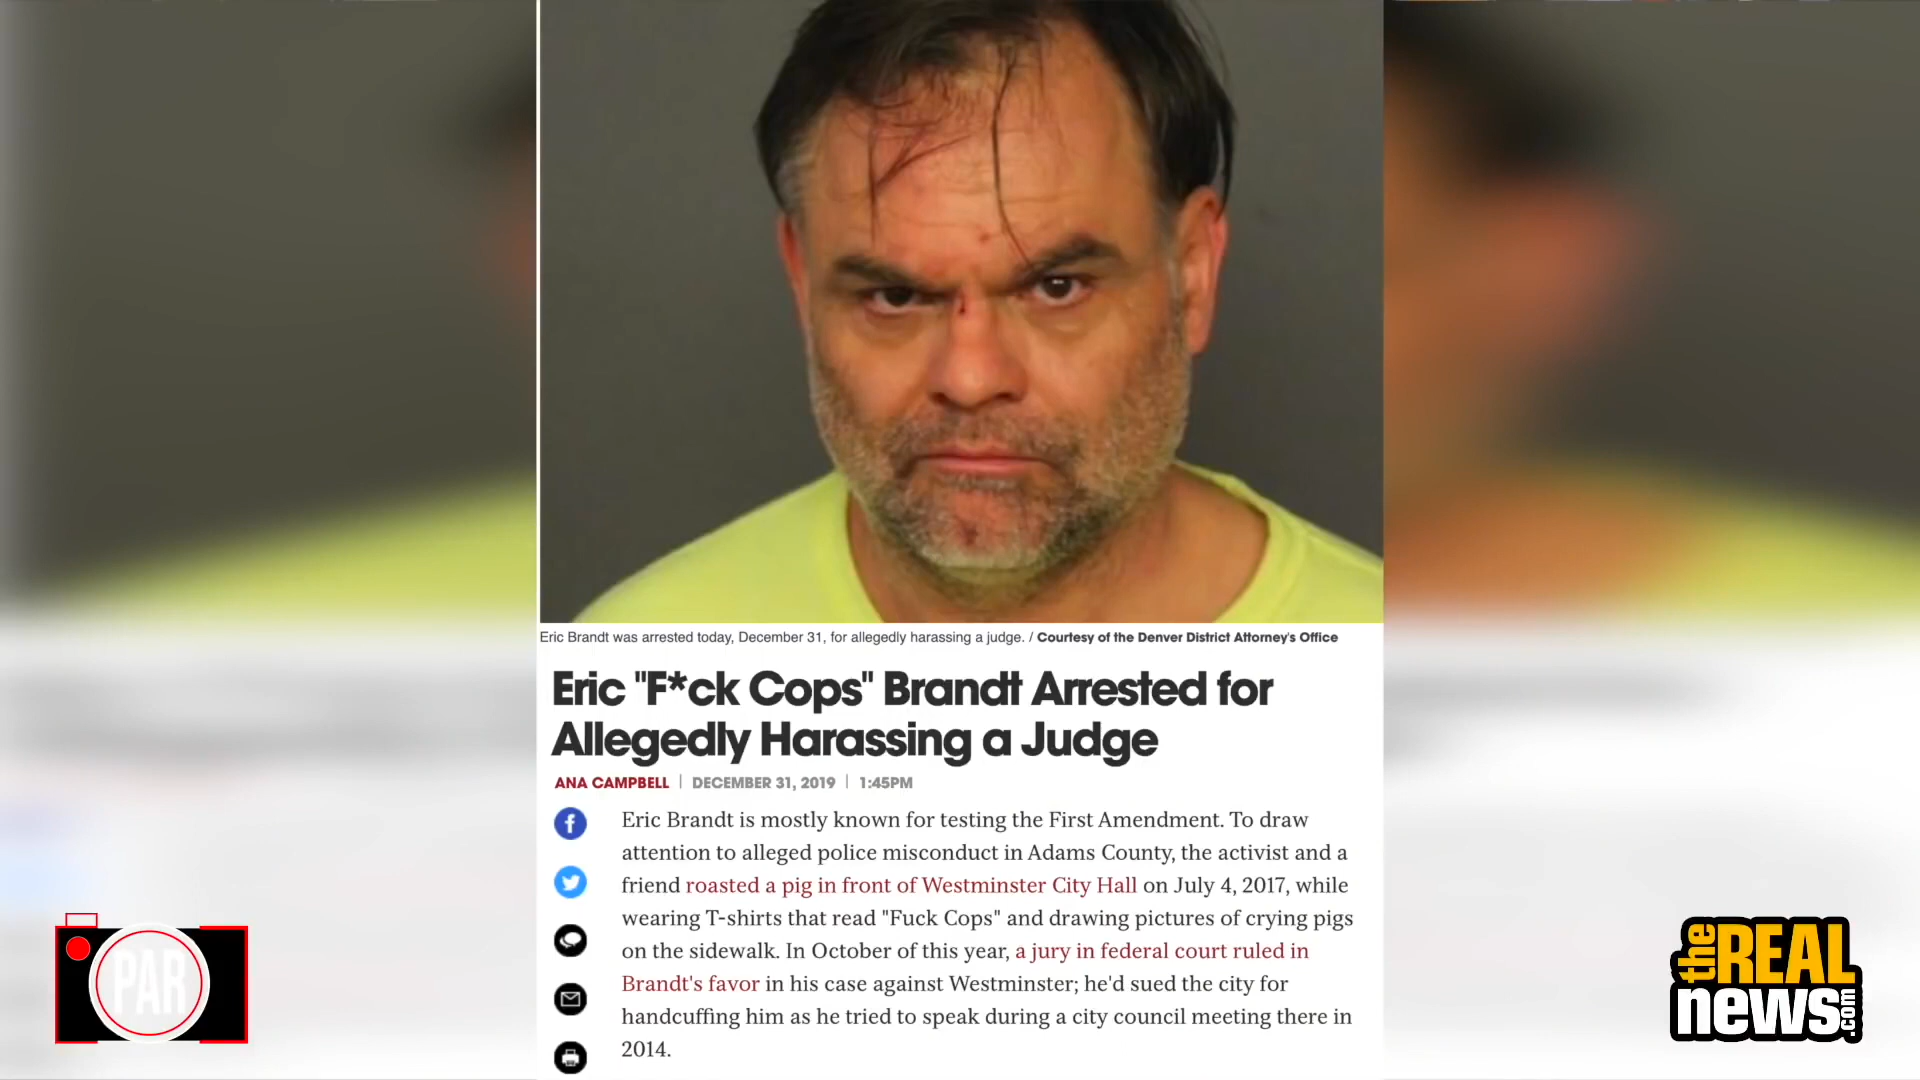 Eric Brandt was arrested today, December 31, for allegedly harassing a judge. / Courtesy of the Denver District Attorney's Office
Eric "F*ck Cops" Brandt Arrested for
Allegedly Harassing a Judge
ANA CAMPBELL | DECEMBER 31, 2019 | 1:45PM
Eric Brandt is mostly known for testing the First Amendment. To draw
attention to alleged police misconduct in Adams County, the activist and a
friend roasted a pig in front of Westminster City Hall on July 4, 2017, while
wearing T-shirts that read "Fuck Cops" and drawing pictures of crying pigs
on the sidewalk. In October of this year, a jury in federal court ruled in
Brandt's favor in his case against Westminster; he'd sued the city for
handcuffing him as he tried to speak during a city council meeting there in
2014.
PAR
the REAL
news.com